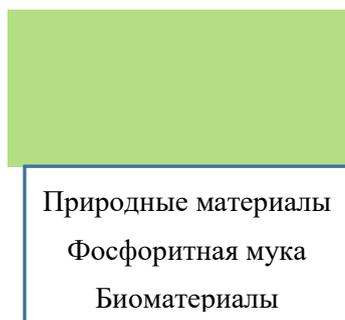 Природные материалы
Фосфоритная мука
Биоматериалы